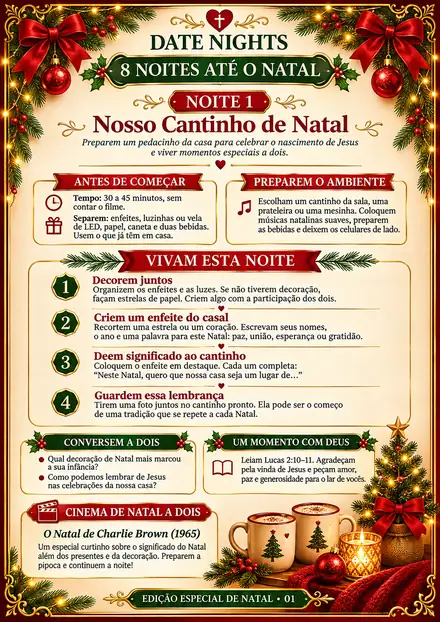 DATE NIGHTS
8 NOITES ATÉ O NATAL
NOITE 1
Nosso Cantinho de Natal
Preparem um pedacinho da casa para celebrar o nascimento de Jesus
e viver momentos especiais a dois.
ANTES DE COMEÇAR
Tempo: 30 a 45 minutos, sem
contar o filme.
Separem: enfeites, luzinhas ou vela
de LED, papel, caneta e duas bebidas.
Usem o que já têm em casa.
PREPAREM O AMBIENTE
Escolham um cantinho da sala, uma
prateleira ou uma mesinha. Coloquem
músicas natalinas suaves, preparem
as bebidas e deixem os celulares de lado.
VIVAM ESTA NOITE
1
Decorem juntos
Organizem os enfeites e as luzes. Se não tiverem decoração,
façam estrelas de papel. Criem algo com a participação dos dois.
2
Criem um enfeite do casal
Recortem uma estrela ou um coração. Escrevam seus nomes,
o ano e uma palavra para este Natal: paz, união, esperança ou gratidão.
3
Deem significado ao cantinho
Coloquem o enfeite em destaque. Cada um completa:
“Neste Natal, quero que nossa casa seja um lugar de…”
4
Guardem essa lembrança
Tirem uma foto juntos no cantinho pronto. Ela pode ser o começo
de uma tradição que se repete a cada Natal.
CONVERSEM A DOIS
• Qual decoração de Natal mais marcou
a sua infância?
• Como podemos lembrar de Jesus
nas celebrações da nossa casa?
UM MOMENTO COM DEUS
Leiam Lucas 2:10–11. Agradeçam
pela vinda de Jesus e peçam amor,
paz e generosidade para o lar de vocês.
CINEMA DE NATAL A DOIS
O Natal de Charlie Brown (1965)
Um especial curtinho sobre o significado do Natal
além dos presentes e da decoração. Preparem a
pipoca e continuem a noite!
EDIÇÃO ESPECIAL DE NATAL • 01